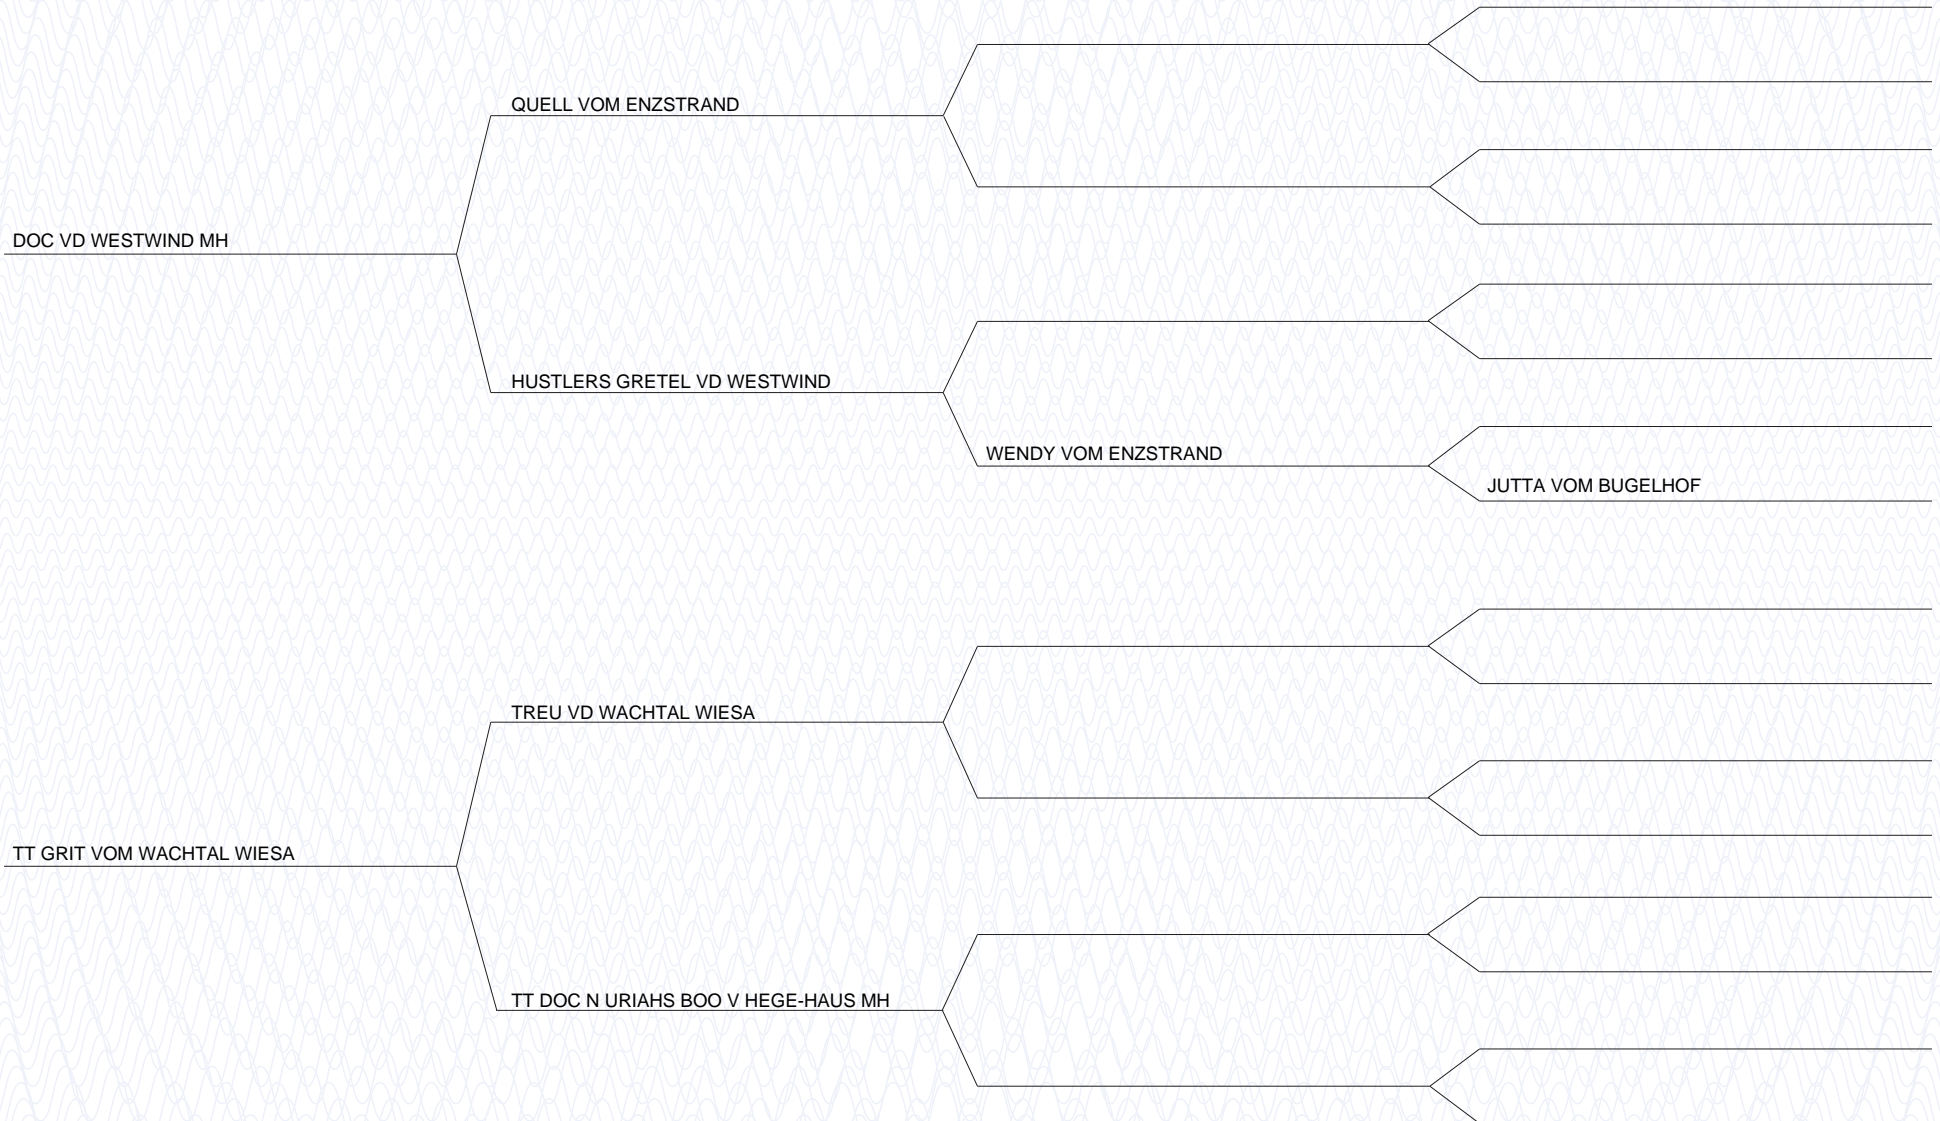 QUELL VOM ENZSTRAND
DOC VD WESTWIND MH
HUSTLERS GRETEL VD WESTWIND
WENDY VOM ENZSTRAND
JUTTA VOM BUGELHOF
TREU VD WACHTAL WIESA
TT GRIT VOM WACHTAL WIESA
TT DOC N URIAHS BOO V HEGE-HAUS MH